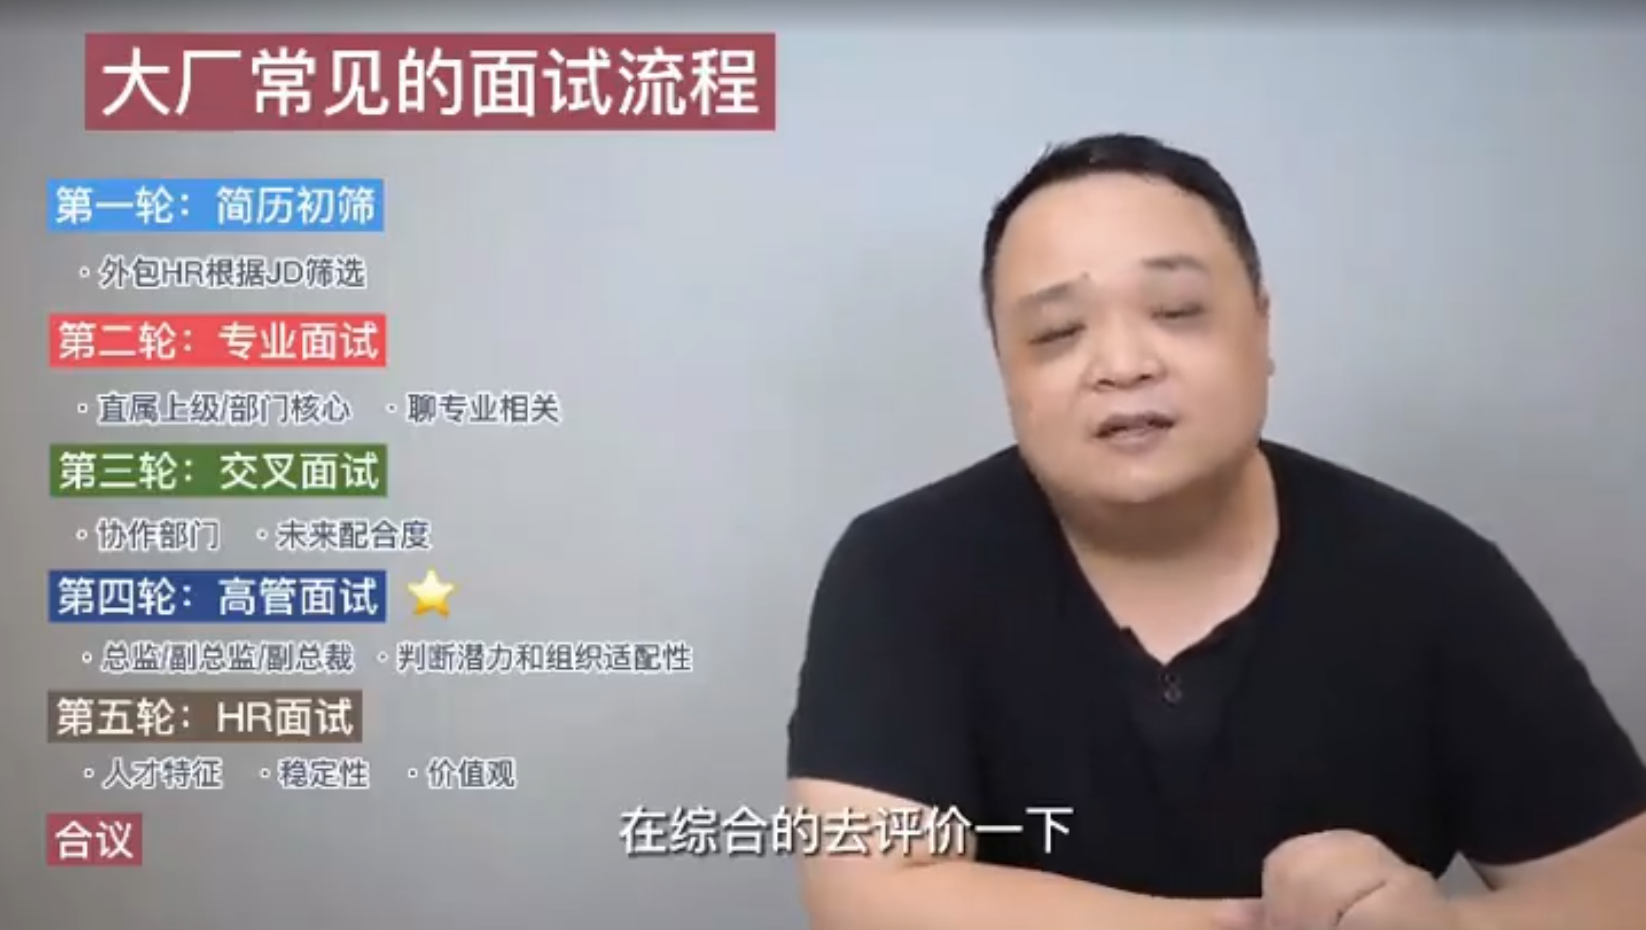 大厂常见的面试流程
第一轮：简历初筛
·外包HR根据JD筛选
第二轮：专业面试
·直属上级/部门核心 ·聊专业相关
第三轮：交叉面试
·协作部门 ·未来配合度
第四轮：高管面试
·总监/副总监/副总裁 ·判断潜力和组织适配性
第五轮：HR面试
·人才特征 ·稳定性 ·价值观
合议
在综合的去评价一下